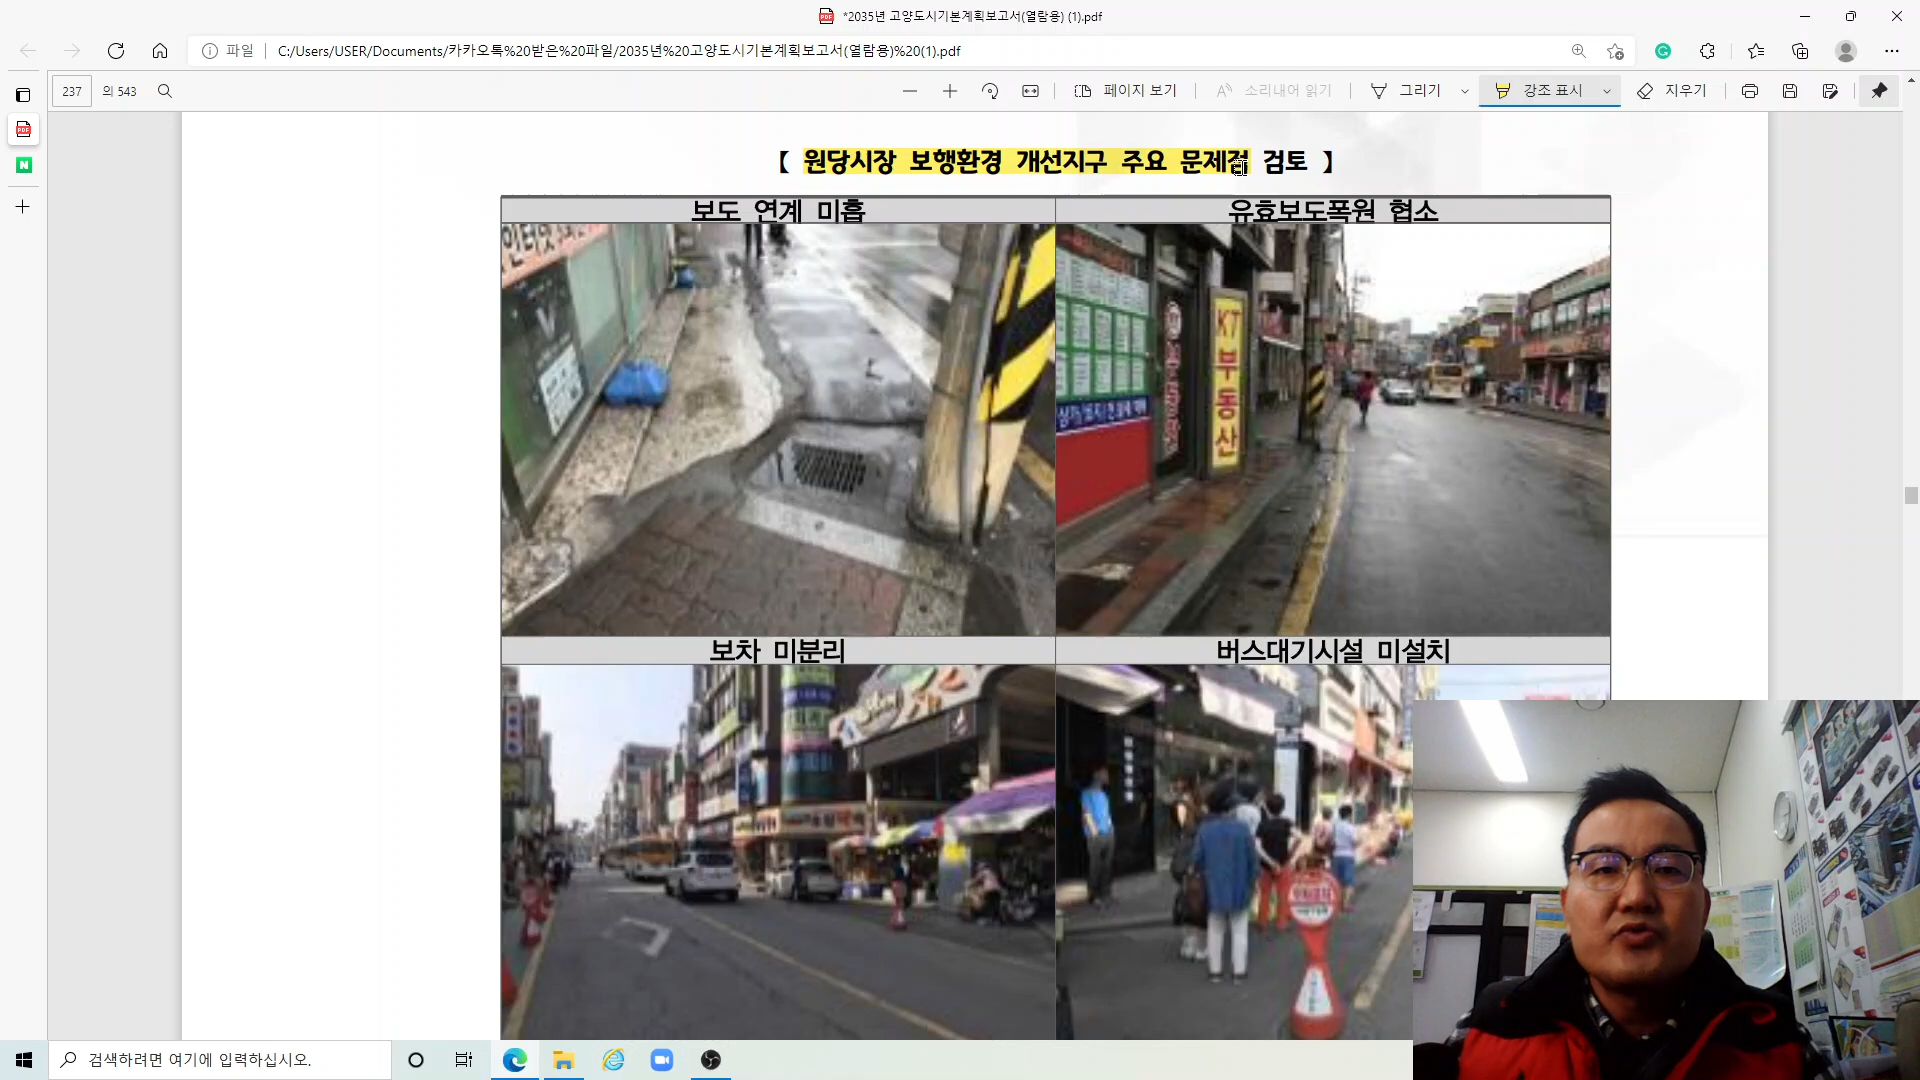 *2035년 고양도시기본계획보고서(열람용) (1).pdf
파일
C:/Users/USER/Documents/카카오톡%20받은%20파일/2035년%20고양도시기본계획보고서(열람용)%20(1).pdf
237 의 543
페이지 보기
소리내어 읽기
그리기
강조 표시
지우기
【 원당시장 보행환경 개선지구 주요 문제점 검토 】
보도 연계 미흡
유효보도폭원 협소
KT부동산
보차 미분리
버스대기시설 미설치
검색하려면 여기에 입력하십시오.